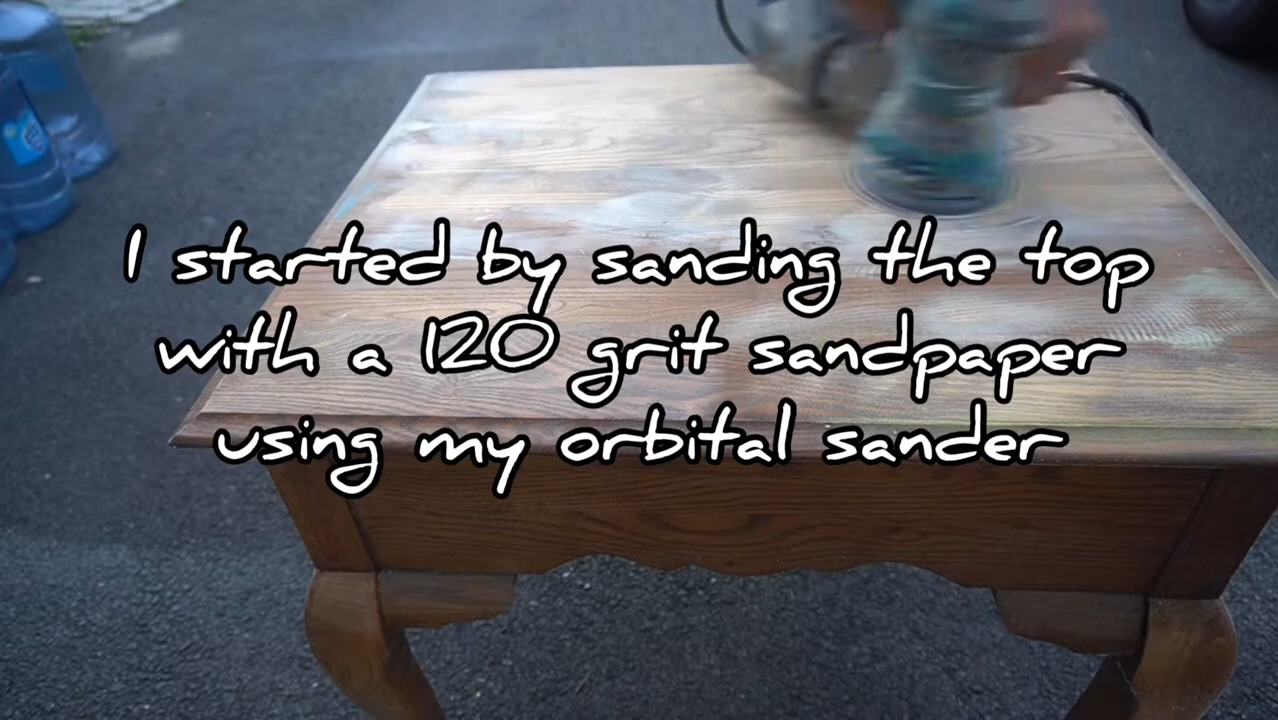 I started by sanding the top
with a 120 grit sandpaper
using my orbital sander